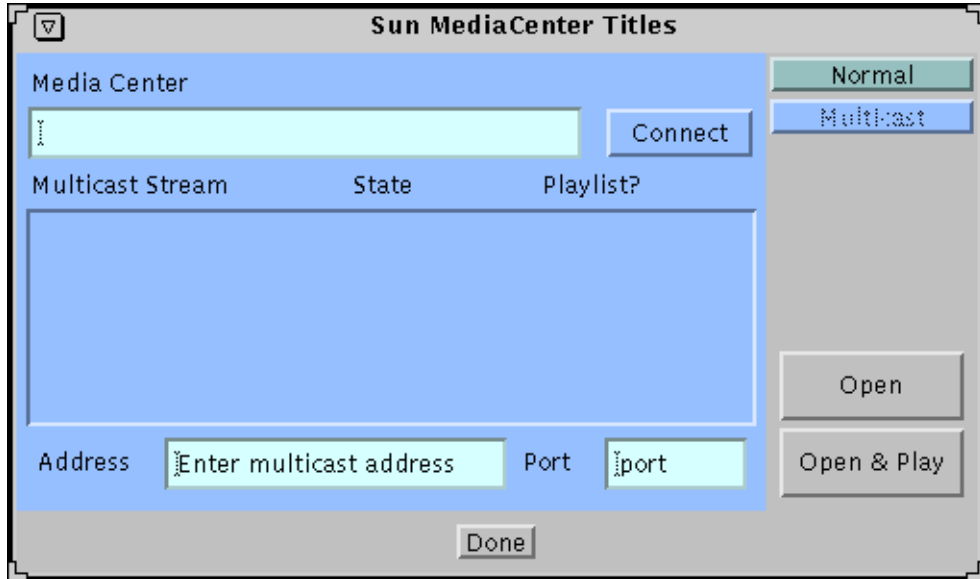 Sun MediaCenter Titles
Media Center
Normal
Multicast
Connect
Multicast Stream State Playlist?
Open
Address Enter multicast address Port port
Open & Play
Done